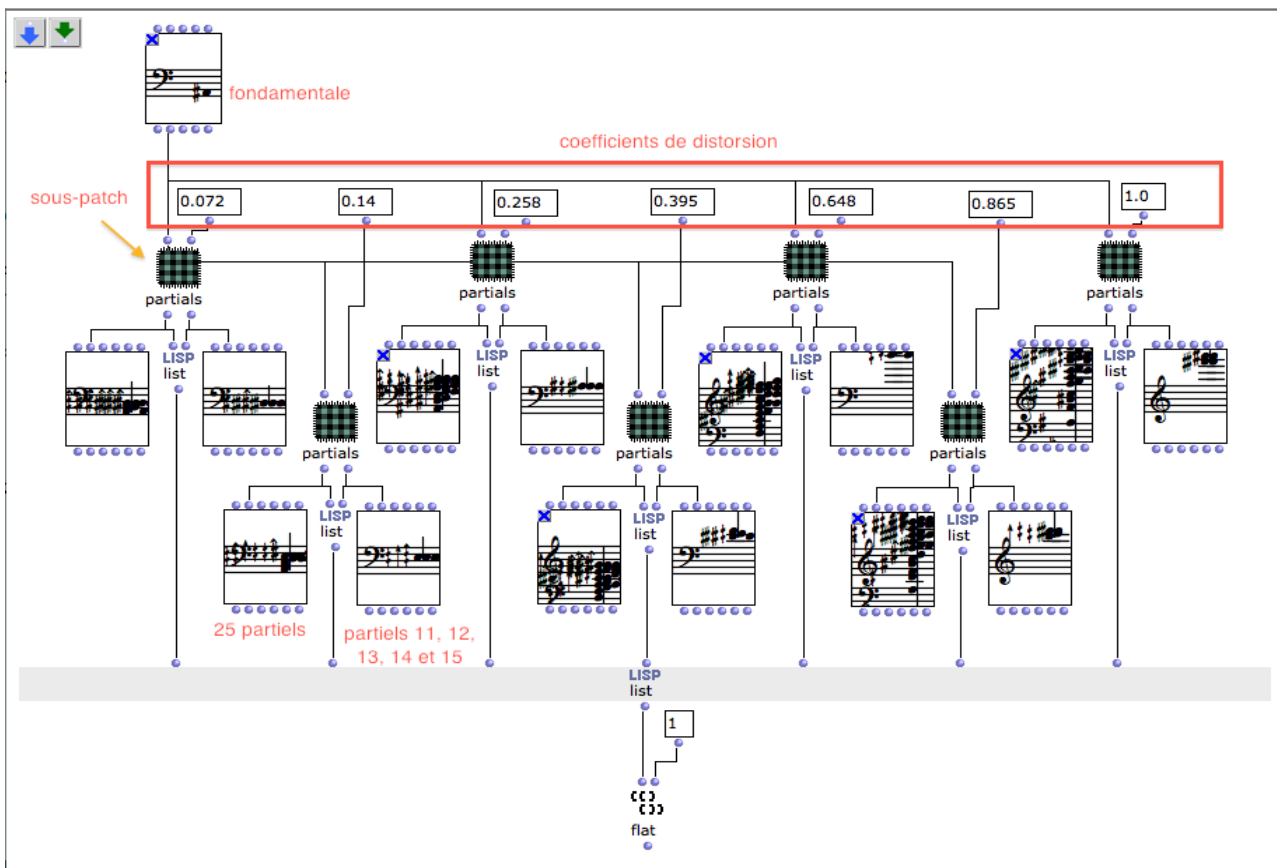 fondamentale
coefficients de distorsion
sous-patch
0.072
0.14
0.258
0.395
0.648
0.865
1.0
partials
partials
partials
partials
LISP
list
LISP
list
LISP
list
LISP
list
partials
partials
partials
LISP
list
LISP
list
LISP
list
25 partiels
partiels 11, 12,
13, 14 et 15
LISP
list
1
flat